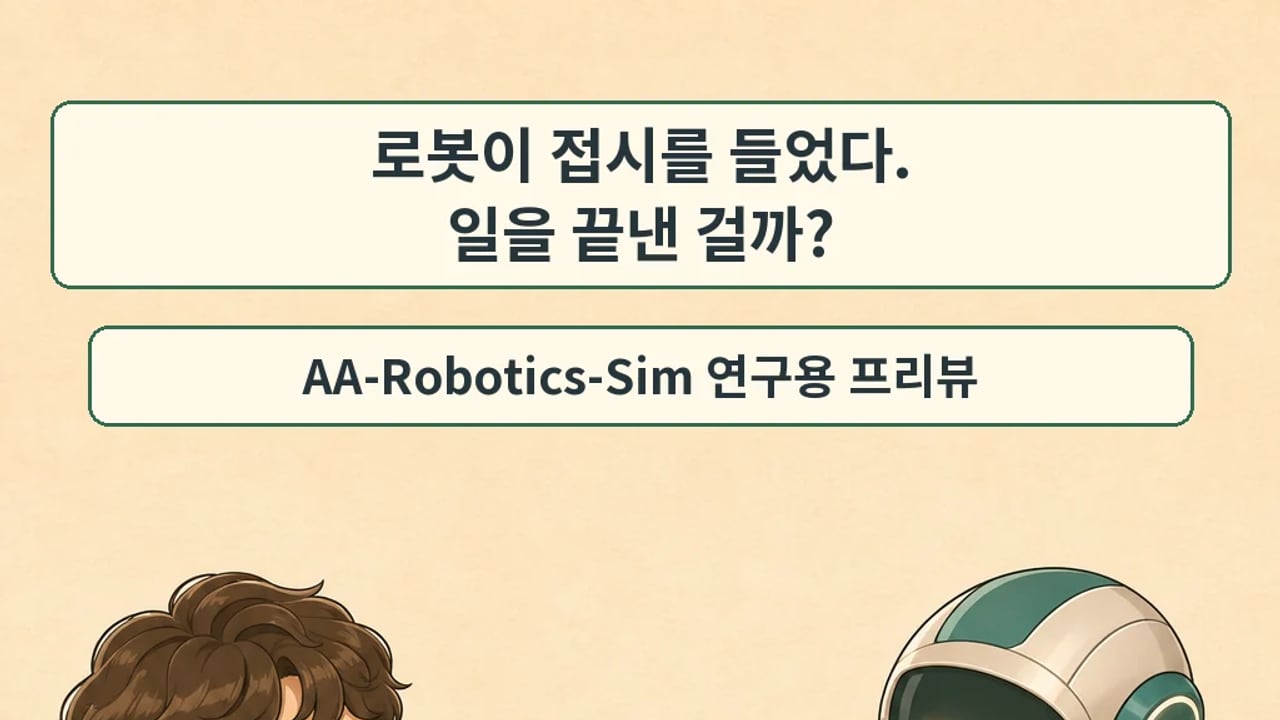 로봇이 접시를 들었다.
일을 끝낸 걸까?
AA-Robotics-Sim 연구용 프리뷰